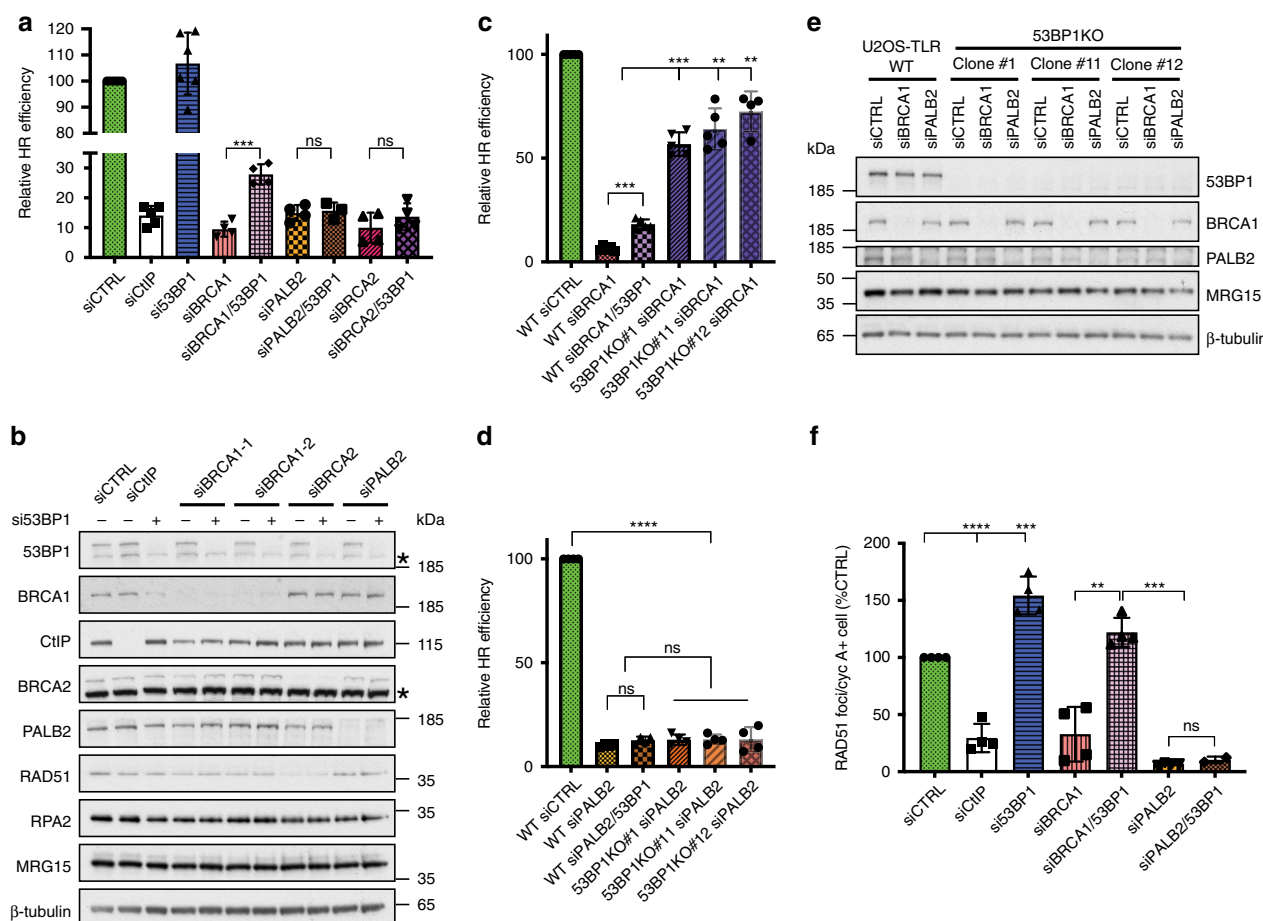 a
120
110
100
90
80
30
20
10
0
Relative HR efficiency
***
ns
ns
siCTRL
siCtIP
si53BP1
siBRCA1
siBRCA1/53BP1
siPALB2
siPALB2/53BP1
siBRCA2
siBRCA2/53BP1
c
100
50
0
Relative HR efficiency
***
***
**
**
WT siCTRL
WT siBRCA1
WT siBRCA1/53BP1
53BP1KO#1 siBRCA1
53BP1KO#11 siBRCA1
53BP1KO#12 siBRCA1
e
53BP1KO
U2OS-TLR
WT
Clone #1
Clone #11
Clone #12
siCTRL
siBRCA1
siPALB2
siCTRL
siBRCA1
siPALB2
siCTRL
siBRCA1
siPALB2
siCTRL
siBRCA1
siPALB2
kDa
185
53BP1
185
BRCA1
185
PALB2
50
35
MRG15
65
β-tubulin
b
siCTRL
siCtIP
siBRCA1-1
siBRCA1-2
siBRCA2
siPALB2
si53BP1
– – + – + – + – + – +
kDa
53BP1
*
185
BRCA1
185
CtIP
115
BRCA2
*
PALB2
185
RAD51
35
RPA2
35
MRG15
35
β-tubulin
65
d
100
50
0
Relative HR efficiency
****
ns
ns
WT siCTRL
WT siPALB2
WT siPALB2/53BP1
53BP1KO#1 siPALB2
53BP1KO#11 siPALB2
53BP1KO#12 siPALB2
f
200
150
100
50
0
RAD51 foci/cyc A+ cell (%CTRL)
****
***
**
***
ns
siCTRL
siCtIP
si53BP1
siBRCA1
siBRCA1/53BP1
siPALB2
siPALB2/53BP1